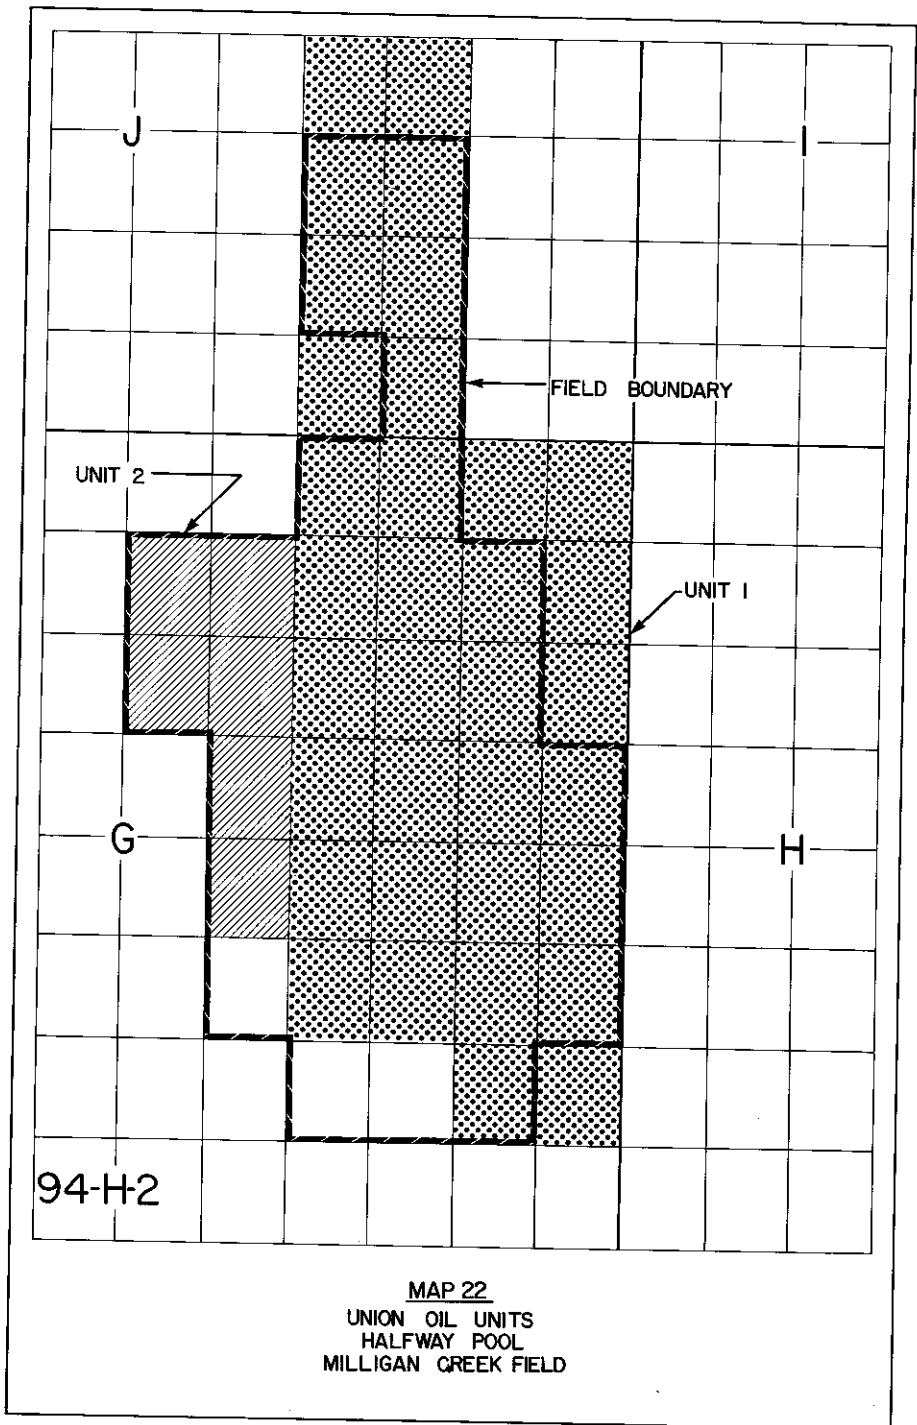 J
I
FIELD BOUNDARY
UNIT 2
UNIT 1
G
H
94-H-2
MAP 22
UNION OIL UNITS
HALFWAY POOL
MILLIGAN CREEK FIELD